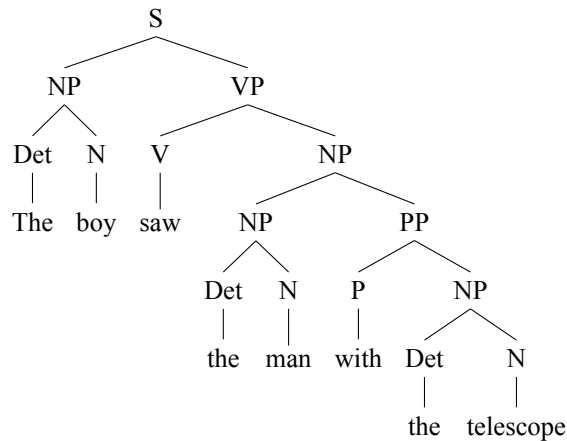 S
NP VP
Det N V NP
The boy saw NP PP
Det N P NP
the man with Det N
the telescope